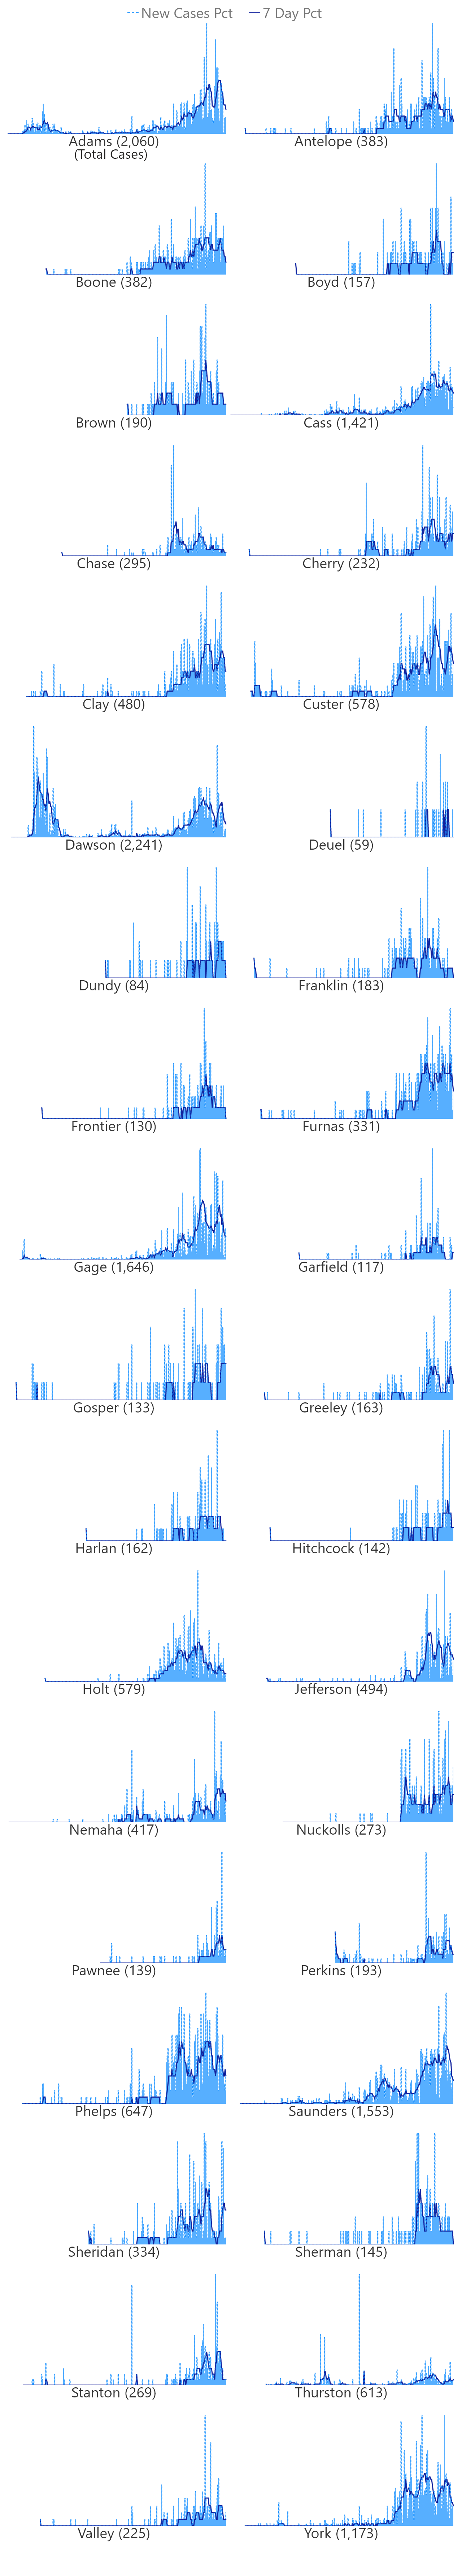 New Cases Pct 7 Day Pct
Adams (2,060) Antelope (383)
(Total Cases)
Boone (382) Boyd (157)
Brown (190) Cass (1,421)
Chase (295) Cherry (232)
Clay (480) Custer (578)
Dawson (2,241) Deuel (59)
Dundy (84) Franklin (183)
Frontier (130) Furnas (331)
Gage (1,646) Garfield (117)
Gosper (133) Greeley (163)
Harlan (162) Hitchcock (142)
Holt (579) Jefferson (494)
Nemaha (417) Nuckolls (273)
Pawnee (139) Perkins (193)
Phelps (647) Saunders (1,553)
Sheridan (334) Sherman (145)
Stanton (269) Thurston (613)
Valley (225) York (1,173)